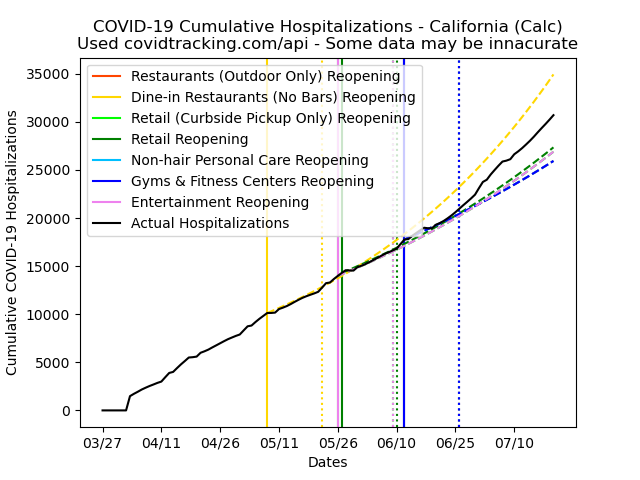 COVID-19 Cumulative Hospitalizations - California (Calc)
Used covidtracking.com/api - Some data may be innacurate
Cumulative COVID-19 Hospitalizations
35000
30000
25000
20000
15000
10000
5000
0
Restaurants (Outdoor Only) Reopening
Dine-in Restaurants (No Bars) Reopening
Retail (Curbside Pickup Only) Reopening
Retail Reopening
Non-hair Personal Care Reopening
Gyms & Fitness Centers Reopening
Entertainment Reopening
Actual Hospitalizations
03/27 04/11 04/26 05/11 05/26 06/10 06/25 07/10
Dates